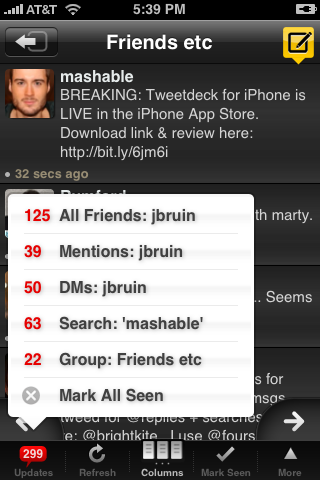 AT&T 5:39 PM
Friends etc
mashable
BREAKING: Tweetdeck for iPhone is
LIVE in the iPhone App Store.
Download link & review here:
http://bit.ly/6jm6i
32 secs ago
th marty.
125 All Friends: jbruin
39 Mentions: jbruin
50 DMs: jbruin
.. Seems
63 Search: 'mashable'
22 Group: Friends etc
Mark All Seen
friends for
msgs
tweed for @replies + searches
te: @brightkite I use @fours
299
Updates Refresh Columns Mark Seen More